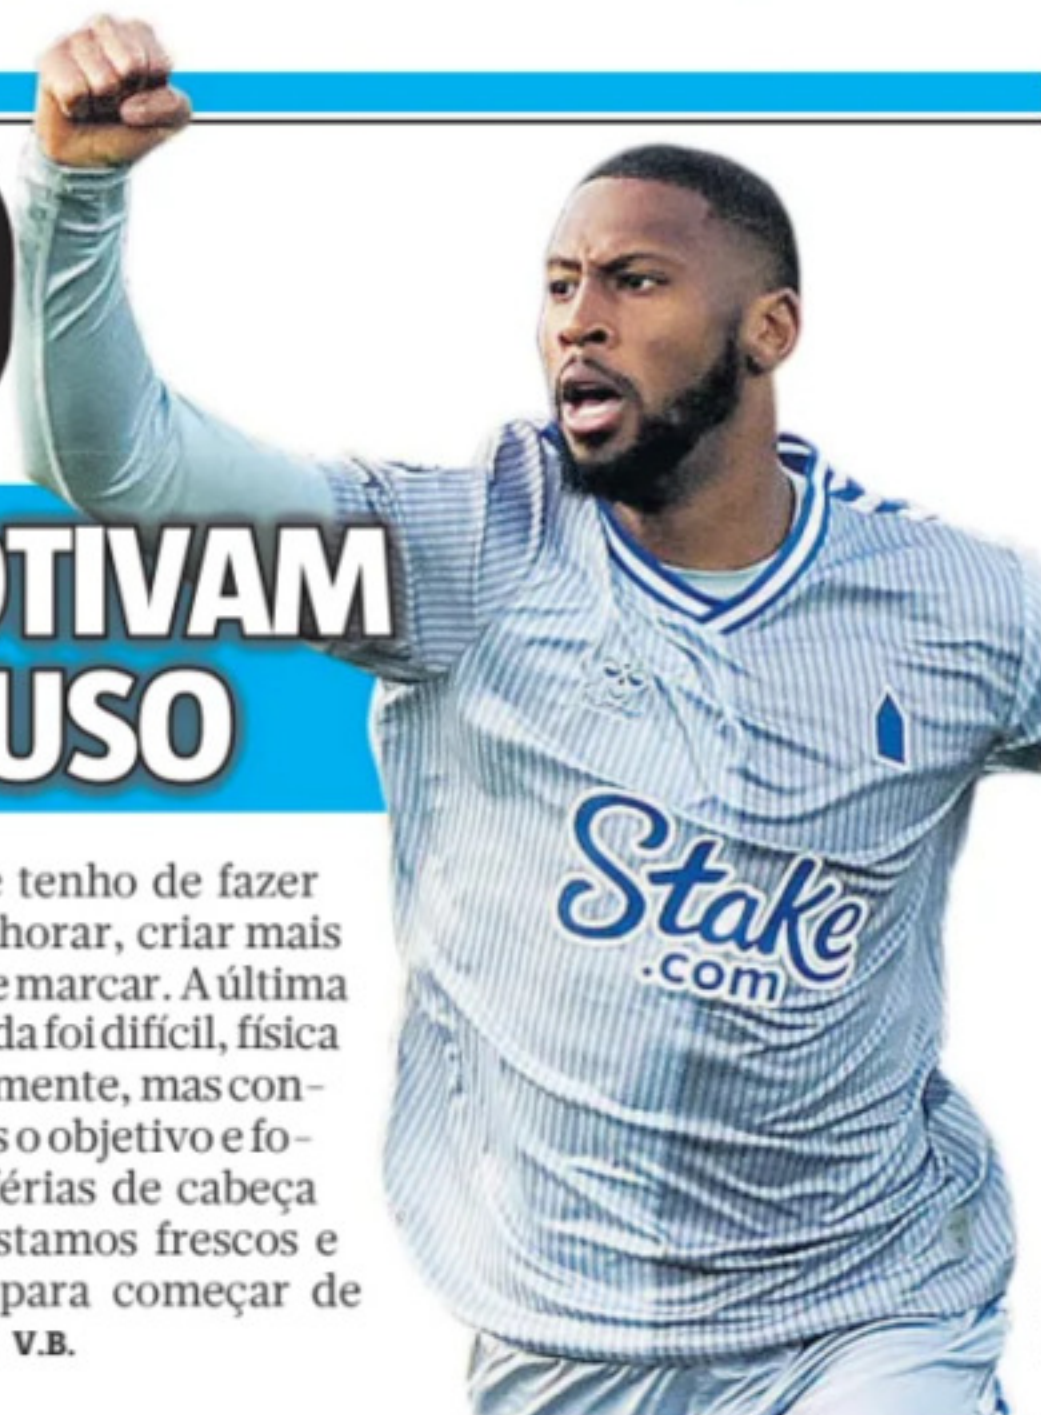 OTIVAM
USO
e tenho de fazer
horar, criar mais
e marcar. A última
da foi difícil, física
mente, mas con-
s o objetivo e fo-
érias de cabeça
stamos frescos e
para começar de
V.B.
Stake
.com